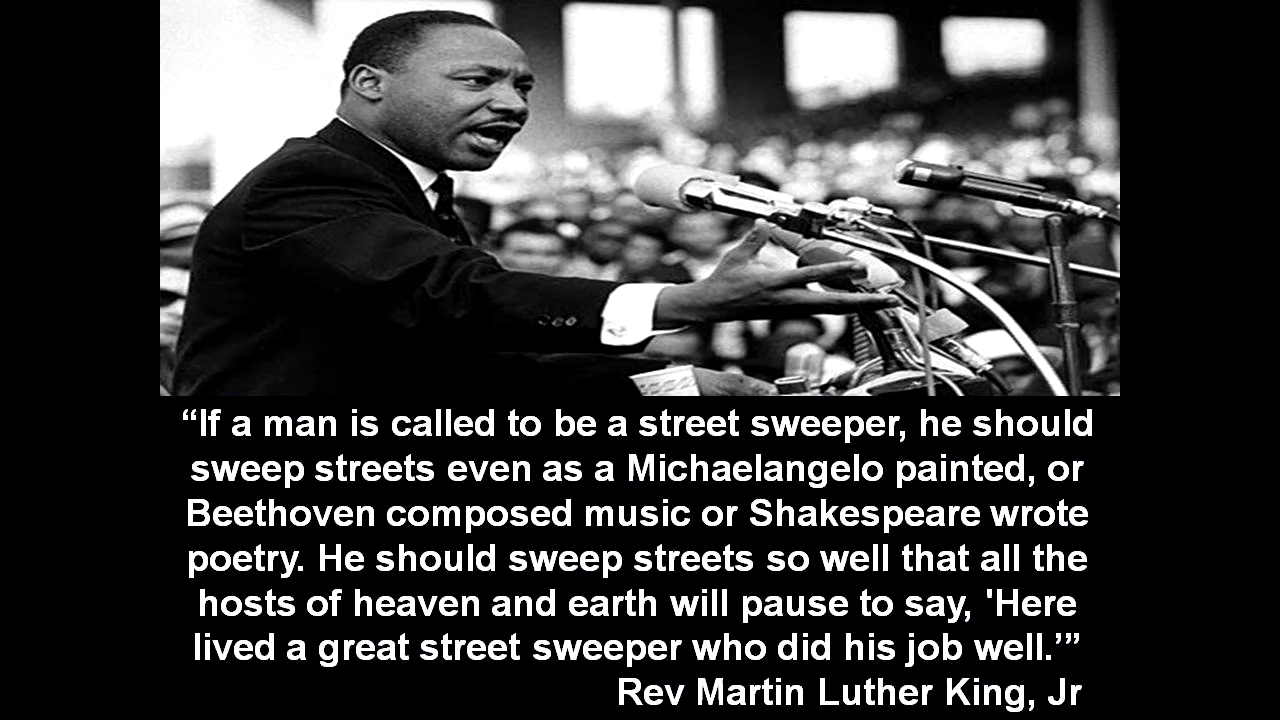 “If a man is called to be a street sweeper, he should
sweep streets even as a Michaelangelo painted, or
Beethoven composed music or Shakespeare wrote
poetry. He should sweep streets so well that all the
hosts of heaven and earth will pause to say, 'Here
lived a great street sweeper who did his job well.’”
Rev Martin Luther King, Jr